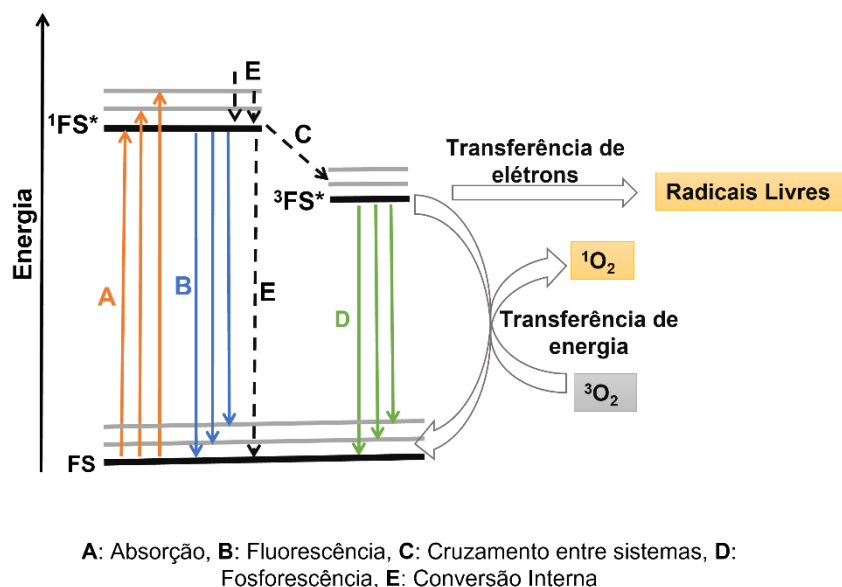 Energia
E
¹FS*
C
³FS*
Transferência de
elétrons
Radicais Livres
¹O₂
A
B
E
D
Transferência de
energia
³O₂
FS
A: Absorção, B: Fluorescência, C: Cruzamento entre sistemas, D:
Fosforescência, E: Conversão Interna